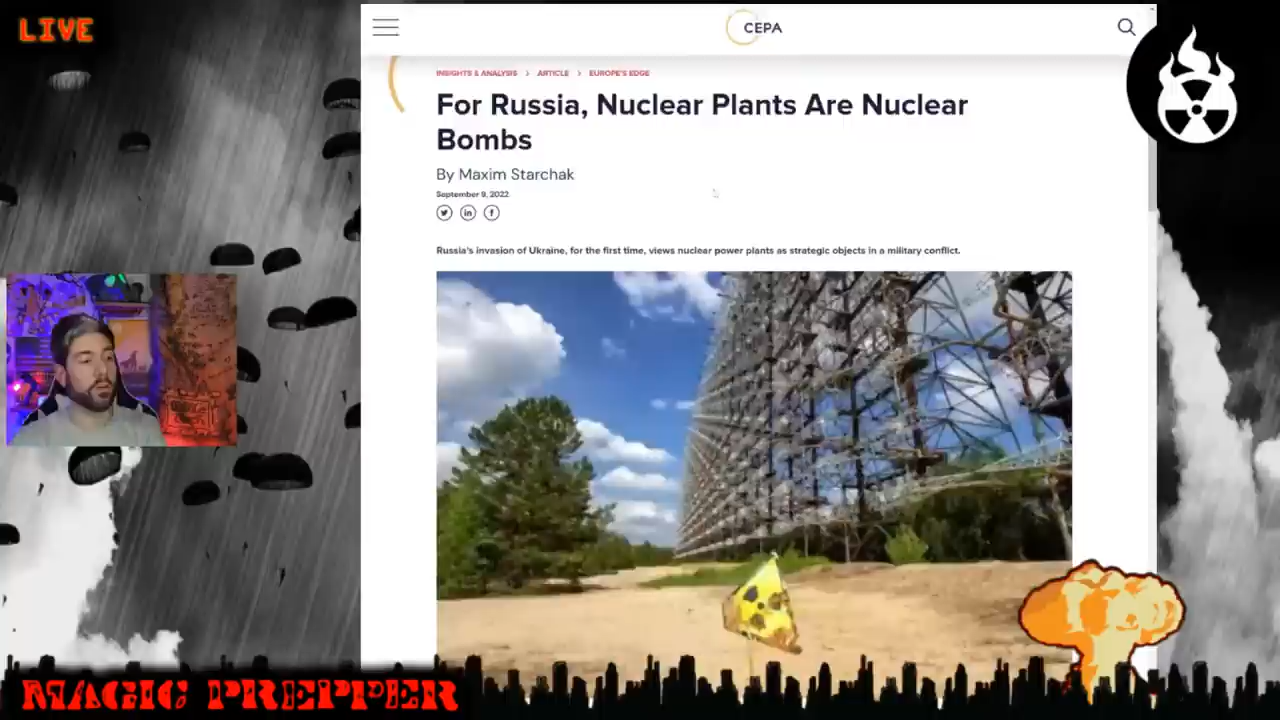 LIVE
CEPA
INSIGHTS & ANALYSIS > ARTICLE > EUROPE'S EDGE
For Russia, Nuclear Plants Are Nuclear
Bombs
By Maxim Starchak
September 9, 2022
Russia's invasion of Ukraine, for the first time, views nuclear power plants as strategic objects in a military conflict.
MAGIC PREPPER